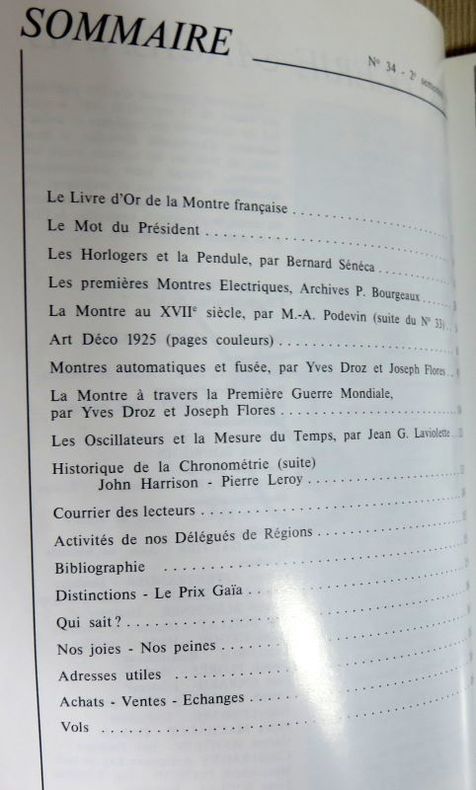 SOMMAIRE
N° 34 - 2e
Le Livre d'Or de la Montre française
Le Mot du Président
Les Horlogers et la Pendule, par Bernard Sénéca
Les premières Montres Electriques, Archives P. Bourgeaux
La Montre au XVIIe siècle, par M.-A. Podevin (suite du N° 33)
Art Déco 1925 (pages couleurs)
Montres automatiques et fusée, par Yves Droz et Joseph Flores
La Montre à travers la Première Guerre Mondiale,
par Yves Droz et Joseph Flores
Les Oscillateurs et la Mesure du Temps, par Jean G. Laviolette
Historique de la Chronométrie (suite)
John Harrison - Pierre Leroy
Courrier des lecteurs
Activités de nos Délégués de Régions
Bibliographie
Distinctions - Le Prix Gaïa
Qui sait ?
Nos joies - Nos peines
Adresses utiles
Achats - Ventes - Echanges
Vols